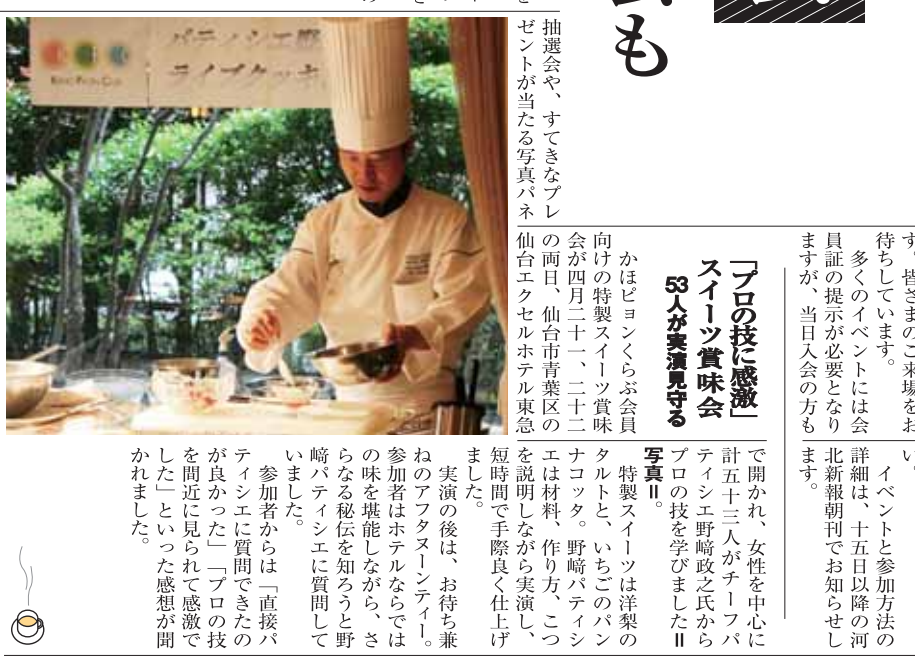 も
抽選会や、すてきなプレ
ゼントが当たる写真パネ
す。皆さまのご来場をお
待ちしています。
多くのイベントには会
員証の提示が必要となり
ますが、当日入会の方も
い。
イベントと参加方法の
詳細は、十五日以降の河
北新報朝刊でお知らせし
ます。
「プロの技に感激」
スイーツ賞味会
53人が実演見守る
かほピョンくらぶ会員
向けの特製スイーツ賞味
会が四月二十一、二十二
の両日、仙台市青葉区の
仙台エクセルホテル東急
で開かれ、女性を中心に
計五十三人がチーフパ
ティシエ野﨑政之氏から
プロの技を学びました＝
写真＝。
特製スイーツは洋梨の
タルトと、いちごのパン
ナコッタ。野﨑パティシ
エは材料、作り方、こつ
を説明しながら実演し、
短時間で手際良く仕上げ
ました。
実演の後は、お待ち兼
ねのアフタヌーンティー。
参加者はホテルならでは
の味を堪能しながら、さ
らなる秘伝を知ろうと野
﨑パティシエに質問して
いました。
参加者からは「直接パ
ティシエに質問できたの
が良かった」「プロの技
を間近に見られて感激で
した」といった感想が聞
かれました。